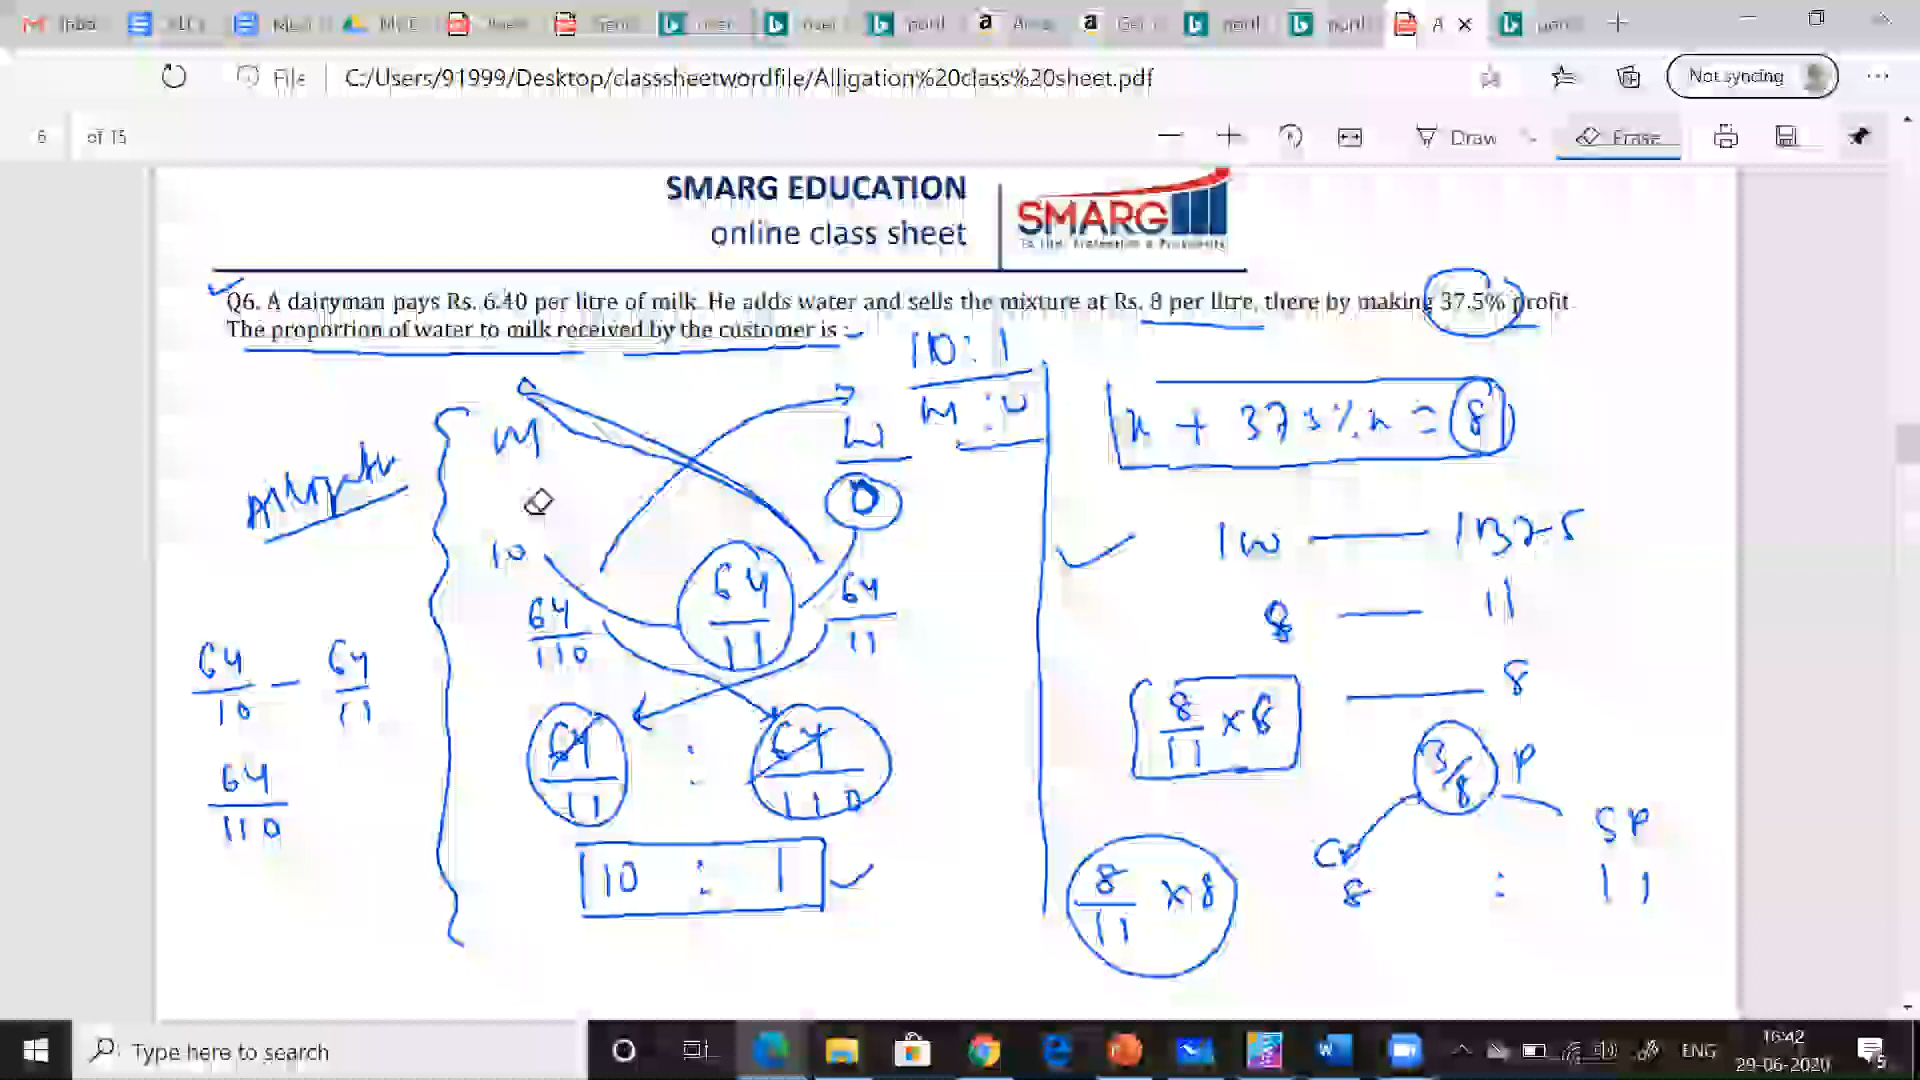 File C:/Users/91999/Desktop/classsheetwordfile/Alligation%20class%20sheet.pdf Not syncing
6 of 15 Draw Erase
SMARG EDUCATION
online class sheet
SMARG
Q6. A dairyman pays Rs. 6.40 per litre of milk. He adds water and sells the mixture at Rs. 8 per litre, there by making 37.5% profit.
The proportion of water to milk received by the customer is :
10 : 1
M : W
M
W
x + 37.5% x = 8
0
10
64/11
64/110
64/11
64/10 - 64/11
64/110
64/11 : 64/110
10 : 1
100 137.5
8 11
8
8/11 × 8
3/8 P
CP SP
8 : 11
8/11 × 8
Type here to search
ENG
16:42
29-06-2020
5